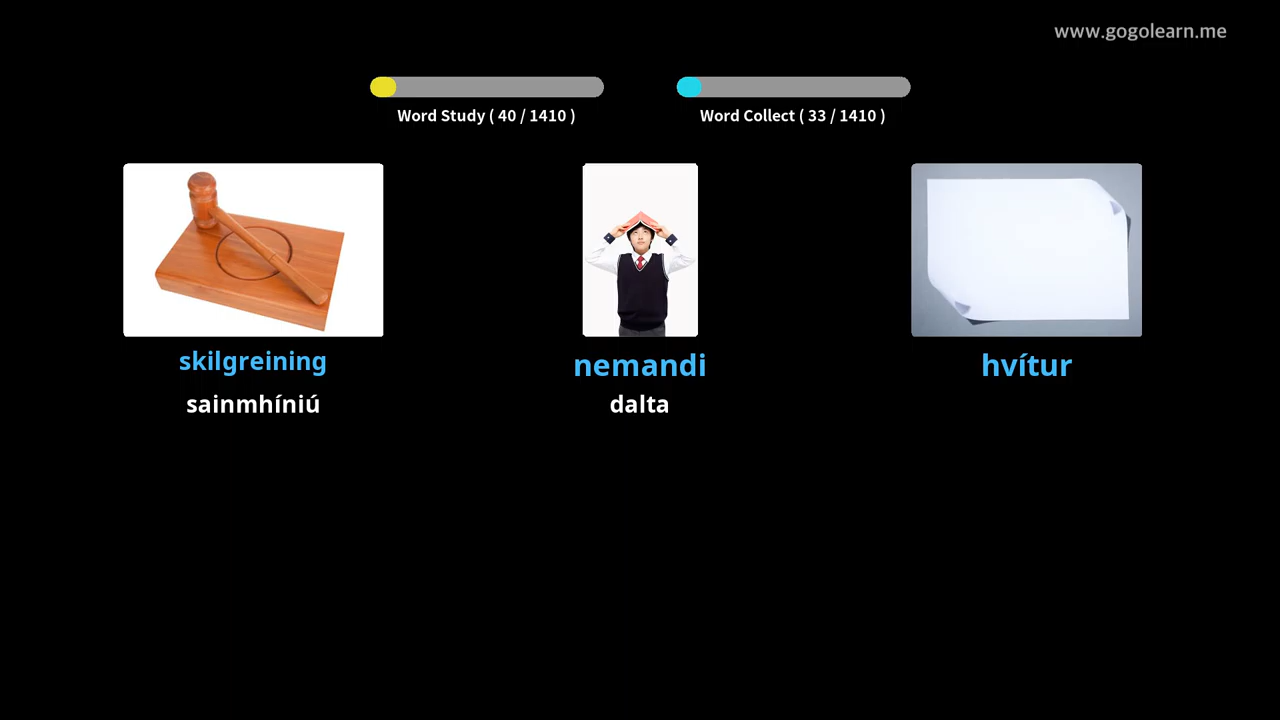 www.gogolearn.me
Word Study ( 40 / 1410 )
Word Collect ( 33 / 1410 )
skilgreining
nemandi
hvítur
sainmhíniú
dalta